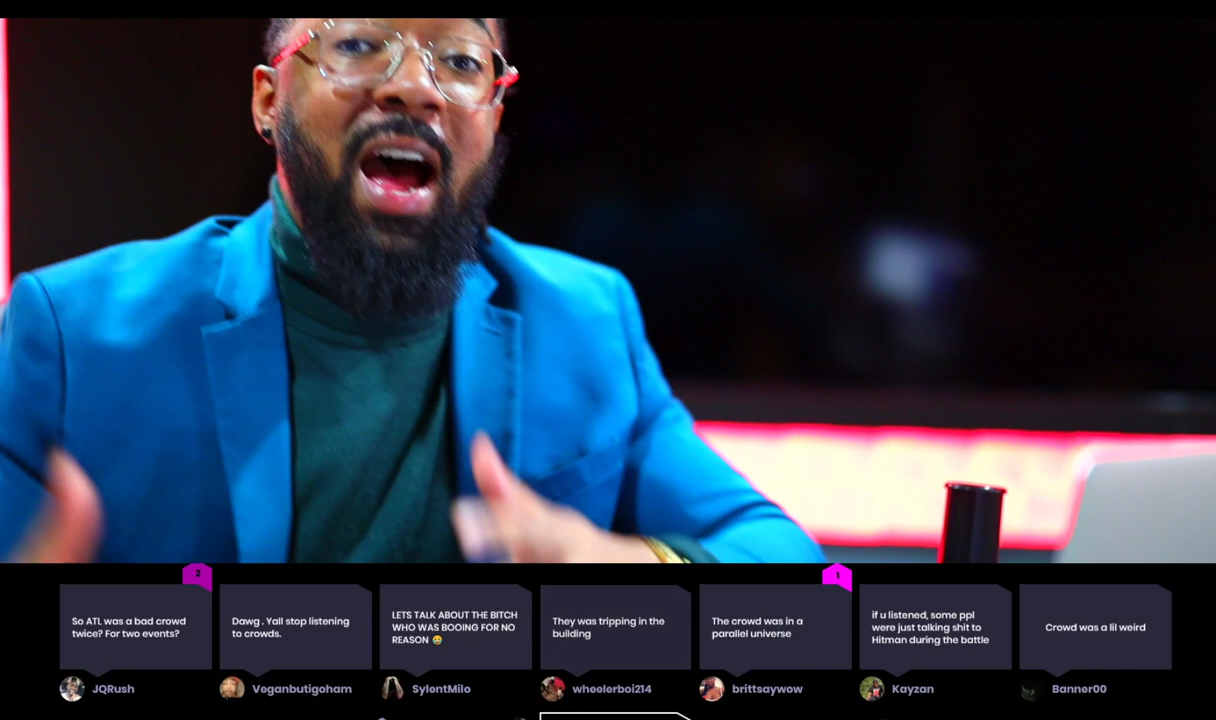 2
1
So ATL was a bad crowd
twice? For two events?
Dawg . Yall stop listening
to crowds.
LETS TALK ABOUT THE BITCH
WHO WAS BOOING FOR NO
REASON 😭
They was tripping in the
building
The crowd was in a
parallel universe
if u listened, some ppl
were just talking shit to
Hitman during the battle
Crowd was a lil weird
JQRush
Veganbutigoham
SylentMilo
wheelerboi214
brittsaywow
Kayzan
Banner00